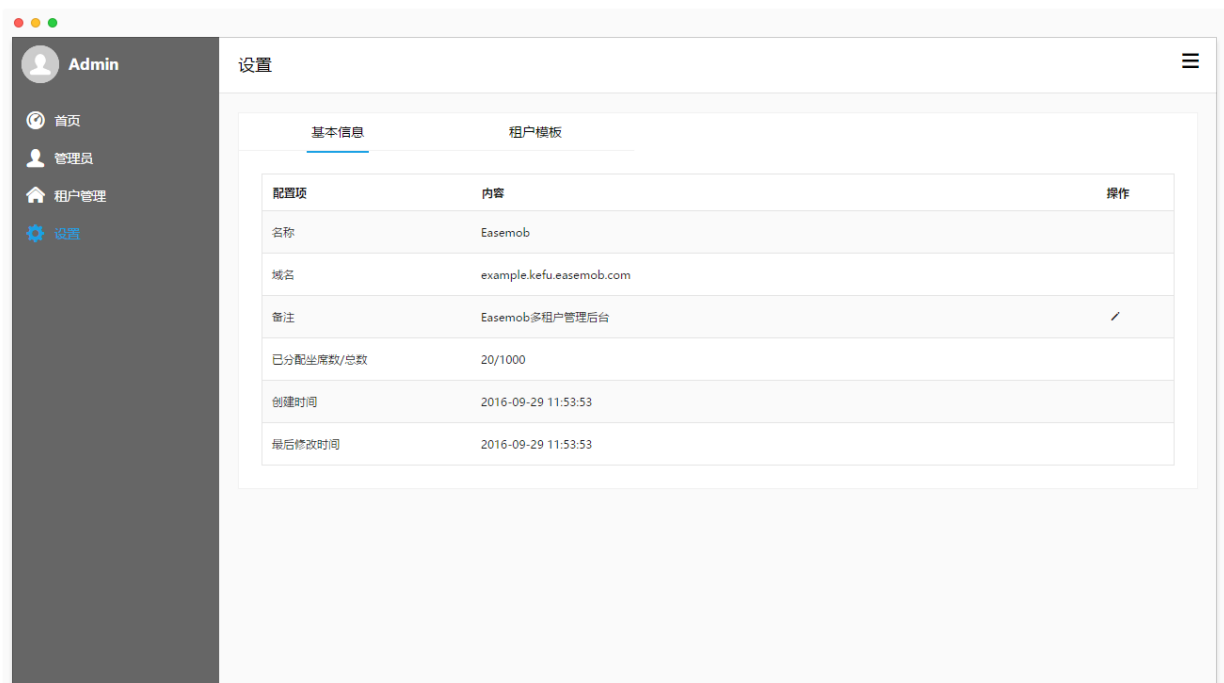 Admin
首页
管理员
租户管理
设置
设置
基本信息 租户模板
配置项 内容 操作
名称 Easemob
域名 example.kefu.easemob.com
备注 Easemob多租户管理后台
已分配坐席数/总数 20/1000
创建时间 2016-09-29 11:53:53
最后修改时间 2016-09-29 11:53:53